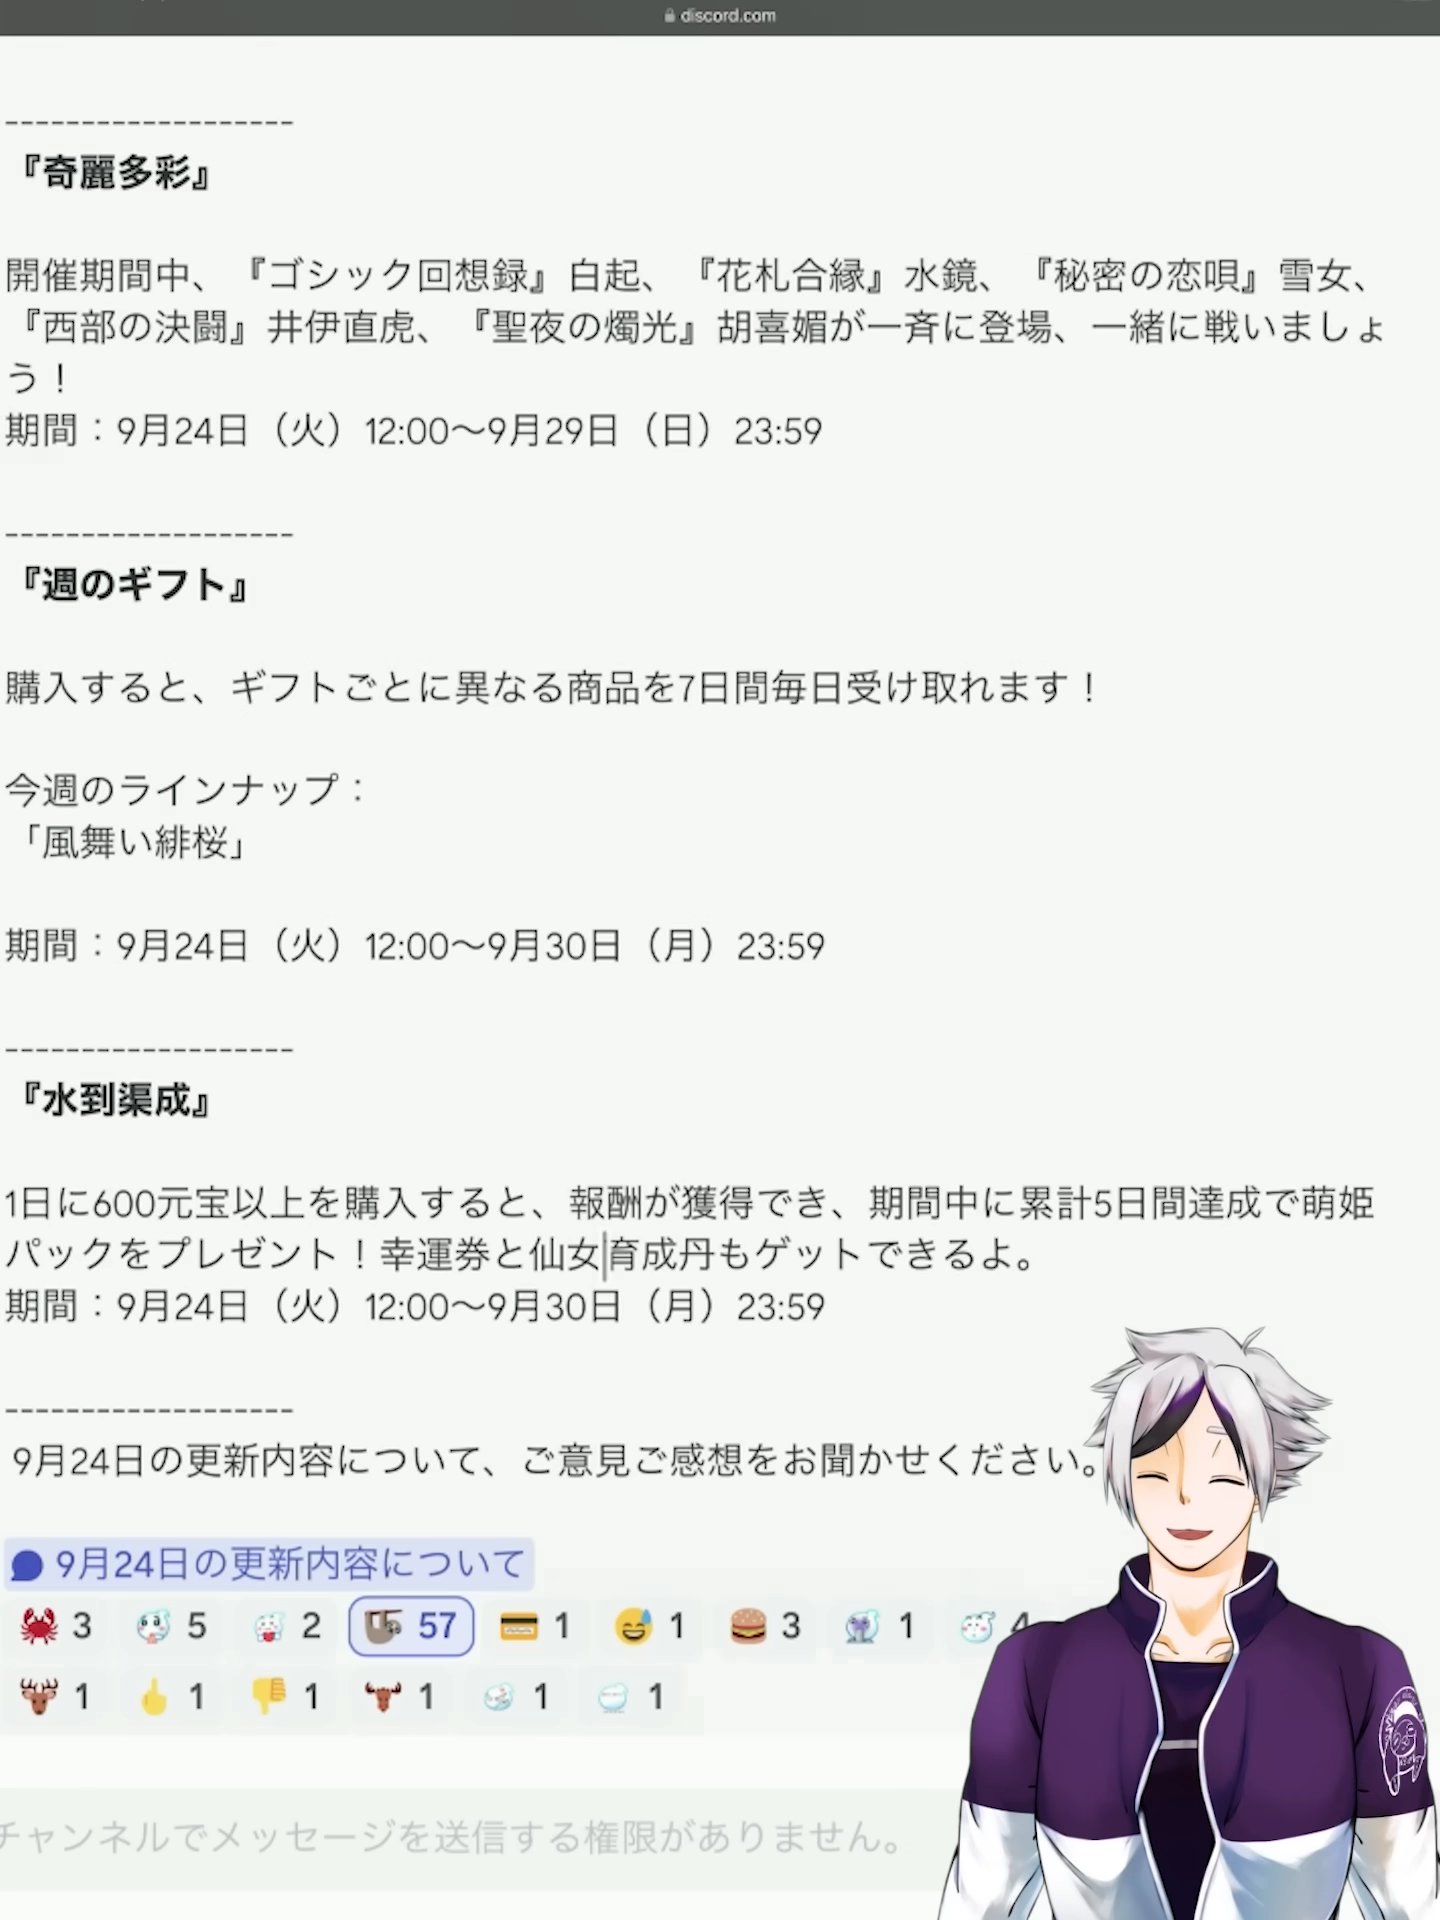 discord.com
-------------------
『奇麗多彩』
開催期間中、『ゴシック回想録』白起、『花札合縁』水鏡、『秘密の恋唄』雪女、
『西部の決闘』井伊直虎、『聖夜の燭光』胡喜媚が一斉に登場、一緒に戦いましょ
う！
期間：9月24日（火）12:00〜9月29日（日）23:59
-------------------
『週のギフト』
購入すると、ギフトごとに異なる商品を7日間毎日受け取れます！
今週のラインナップ：
「風舞い緋桜」
期間：9月24日（火）12:00〜9月30日（月）23:59
-------------------
『水到渠成』
1日に600元宝以上を購入すると、報酬が獲得でき、期間中に累計5日間達成で萌姫
パックをプレゼント！幸運券と仙女育成丹もゲットできるよ。
期間：9月24日（火）12:00〜9月30日（月）23:59
-------------------
9月24日の更新内容について、ご意見ご感想をお聞かせください。
9月24日の更新内容について
3 5 2 57 1 1 3 1 4
1 1 1 1 1 1
チャンネルでメッセージを送信する権限がありません。